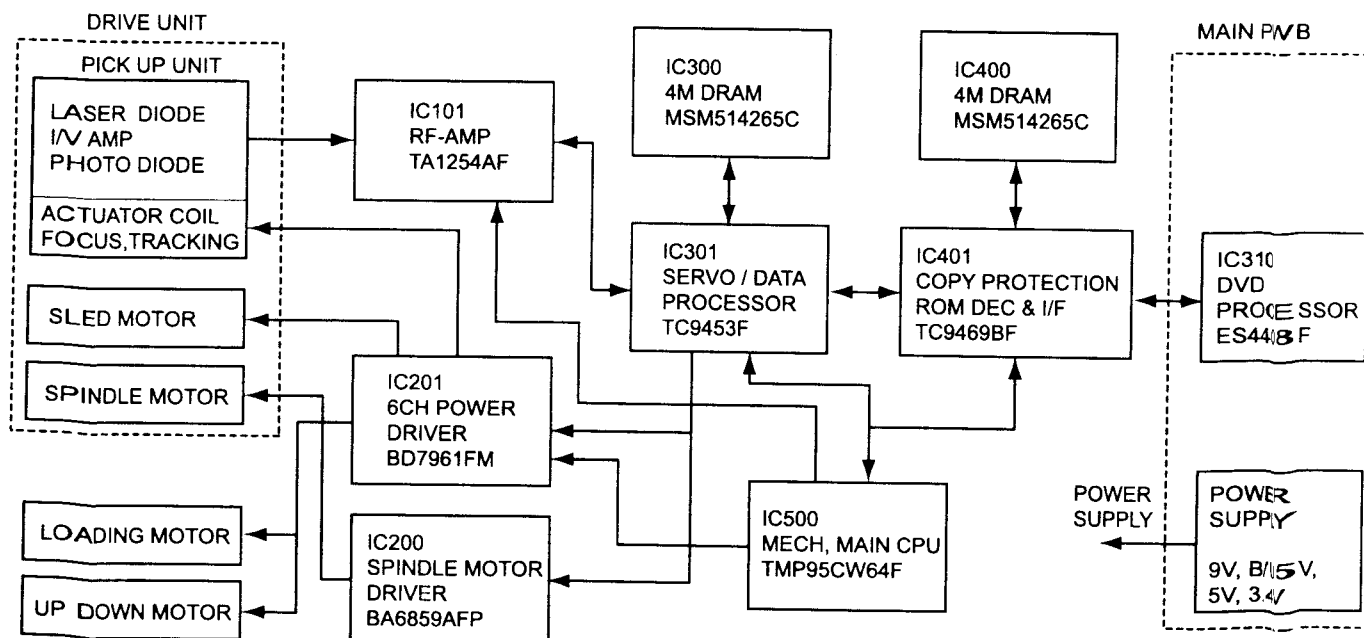 DRIVE UNIT
PICK UP UNIT
LASER DIODE
I/V AMP
PHOTO DIODE
ACTUATOR COIL
FOCUS,TRACKING
SLED MOTOR
SPINDLE MOTOR
LOADING MOTOR
UP DOWN MOTOR
IC101
RF-AMP
TA1254AF
IC201
6CH POWER
DRIVER
BD7961FM
IC200
SPINDLE MOTOR
DRIVER
BA6859AFP
IC300
4M DRAM
MSM514265C
IC301
SERVO / DATA
PROCESSOR
TC9453F
IC400
4M DRAM
MSM514265C
IC401
COPY PROTECTION
ROM DEC & I/F
TC9469BF
IC500
MECH, MAIN CPU
TMP95CW64F
MAIN
IC310
DVD
PROCESSOR
POWER
SUPPLY
POWER
SUPPLY
9V,
5V,